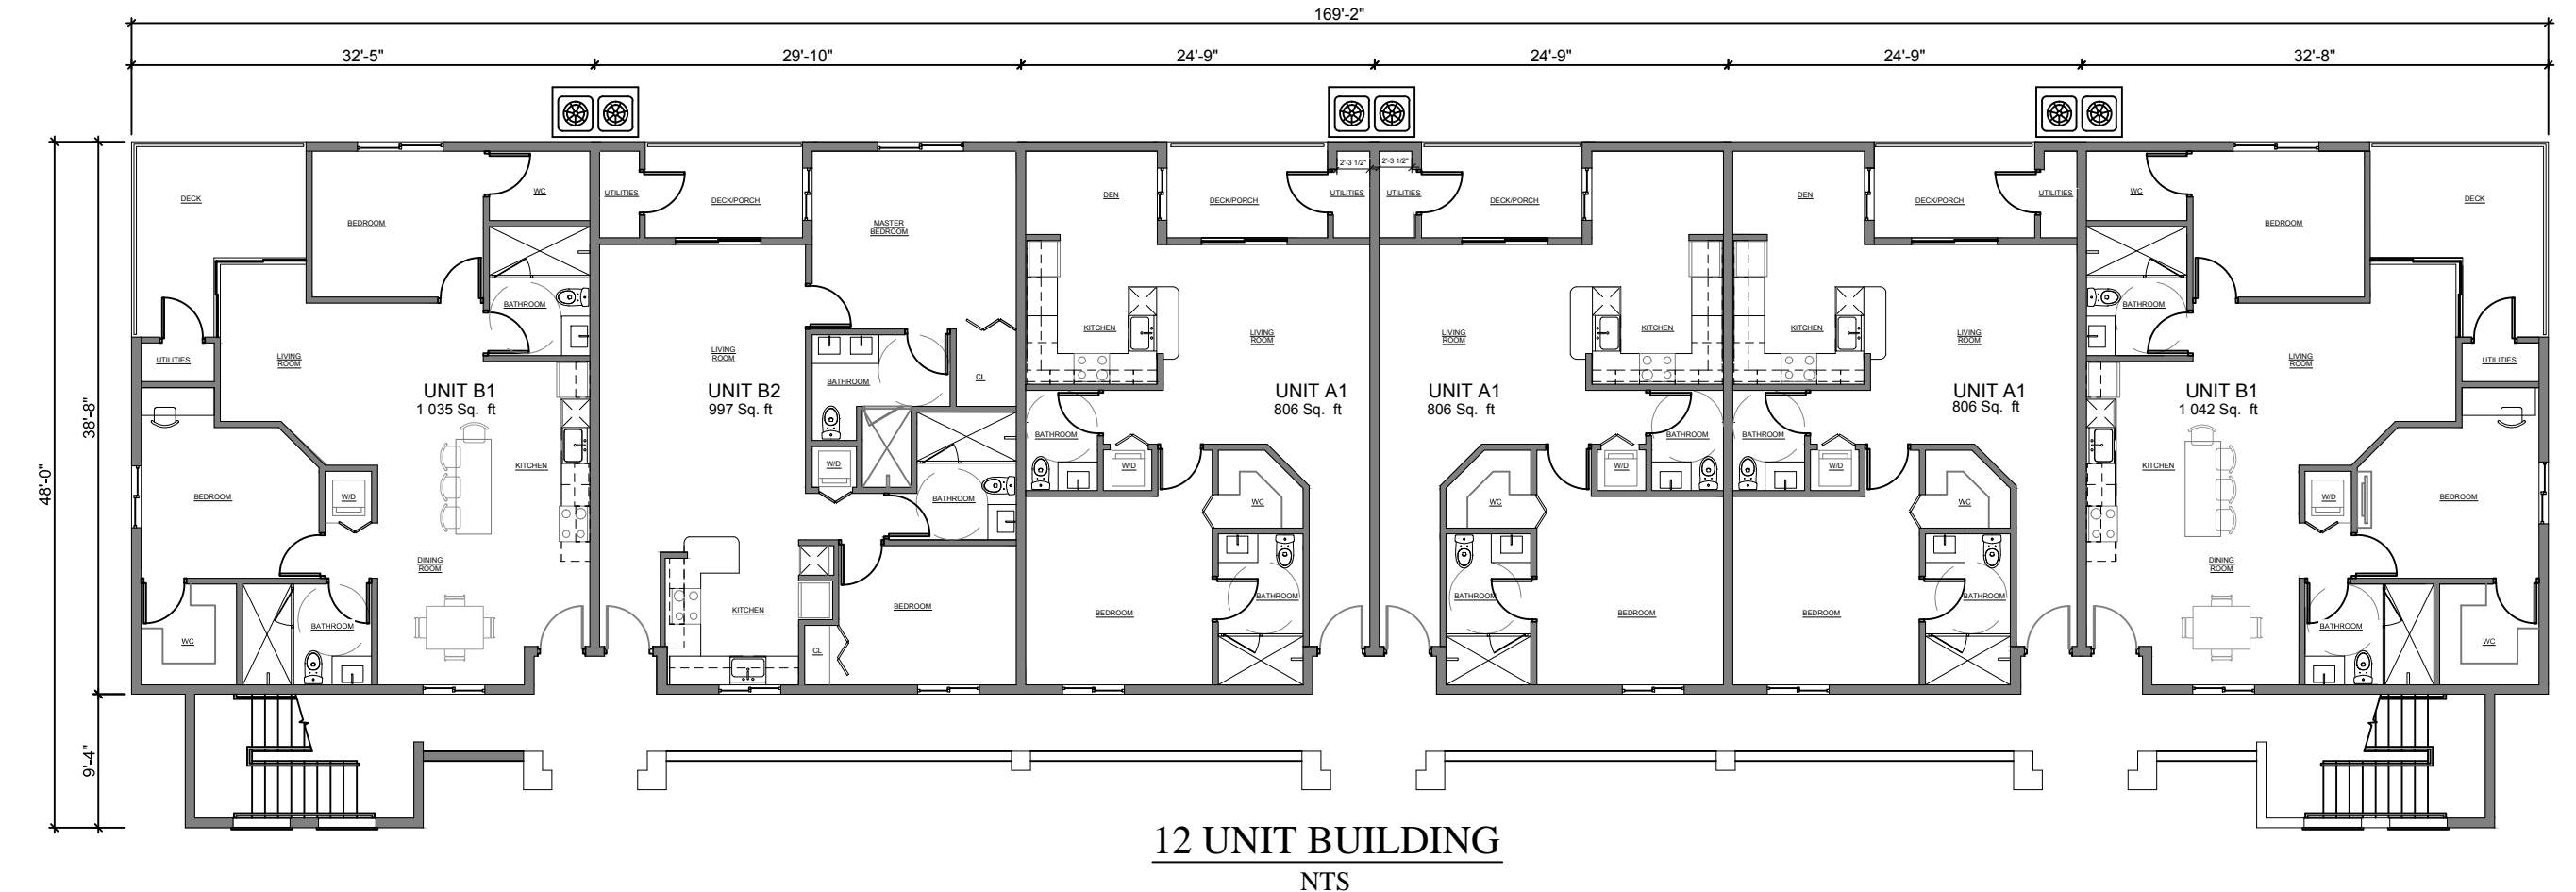 169'-2"
32'-5"
29'-10"
24'-9"
24'-9"
24'-9"
32'-8"
48'-0"
38'-8"
9'-4"
DECK
BEDROOM
WC
BATHROOM
UTILITIES
LIVING
ROOM
UNIT B1
1 035 Sq. ft
KITCHEN
BEDROOM
W/D
DINING
ROOM
WC
BATHROOM
UTILITIES
DECK/PORCH
MASTER
BEDROOM
LIVING
ROOM
UNIT B2
997 Sq. ft
BATHROOM
CL
W/D
BATHROOM
KITCHEN
BEDROOM
CL
DEN
DECK/PORCH
2'-3 1/2"
UTILITIES
KITCHEN
LIVING
ROOM
UNIT A1
806 Sq. ft
BATHROOM
W/D
WC
BEDROOM
BATHROOM
2'-3 1/2"
UTILITIES
DECK/PORCH
LIVING
ROOM
KITCHEN
UNIT A1
806 Sq. ft
BATHROOM
W/D
WC
BATHROOM
BEDROOM
DEN
DECK/PORCH
UTILITIES
KITCHEN
LIVING
ROOM
UNIT A1
806 Sq. ft
BATHROOM
W/D
WC
BEDROOM
BATHROOM
WC
BEDROOM
DECK
BATHROOM
LIVING
ROOM
UTILITIES
UNIT B1
1 042 Sq. ft
KITCHEN
W/D
BEDROOM
DINING
ROOM
BATHROOM
WC
12 UNIT BUILDING
NTS